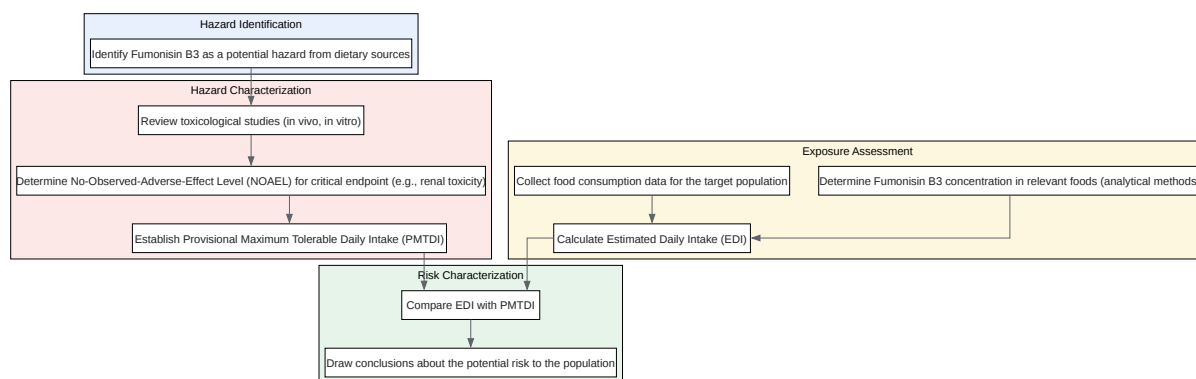 Hazard Identification
Identify Fumonisin B3 as a potential hazard from dietary sources
Hazard Characterization
Review toxicological studies (in vivo, in vitro)
Determine No-Observed-Adverse-Effect Level (NOAEL) for critical endpoint (e.g., renal toxicity)
Establish Provisional Maximum Tolerable Daily Intake (PMTDI)
Exposure Assessment
Collect food consumption data for the target population
Determine Fumonisin B3 concentration in relevant foods (analytical methods
Calculate Estimated Daily Intake (EDI)
Risk Characterization
Compare EDI with PMTDI
Draw conclusions about the potential risk to the population